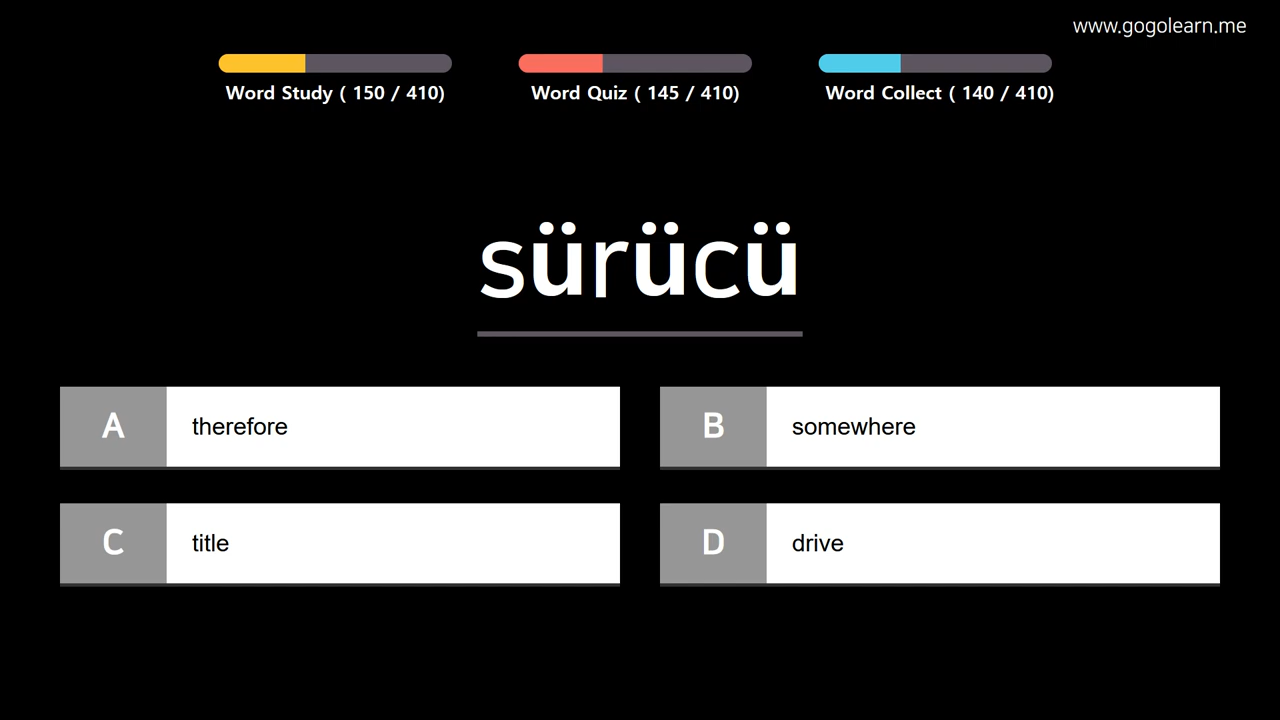 www.gogolearn.me
Word Study ( 150 / 410)
Word Quiz ( 145 / 410)
Word Collect ( 140 / 410)
sürücü
A therefore
B somewhere
C title
D drive